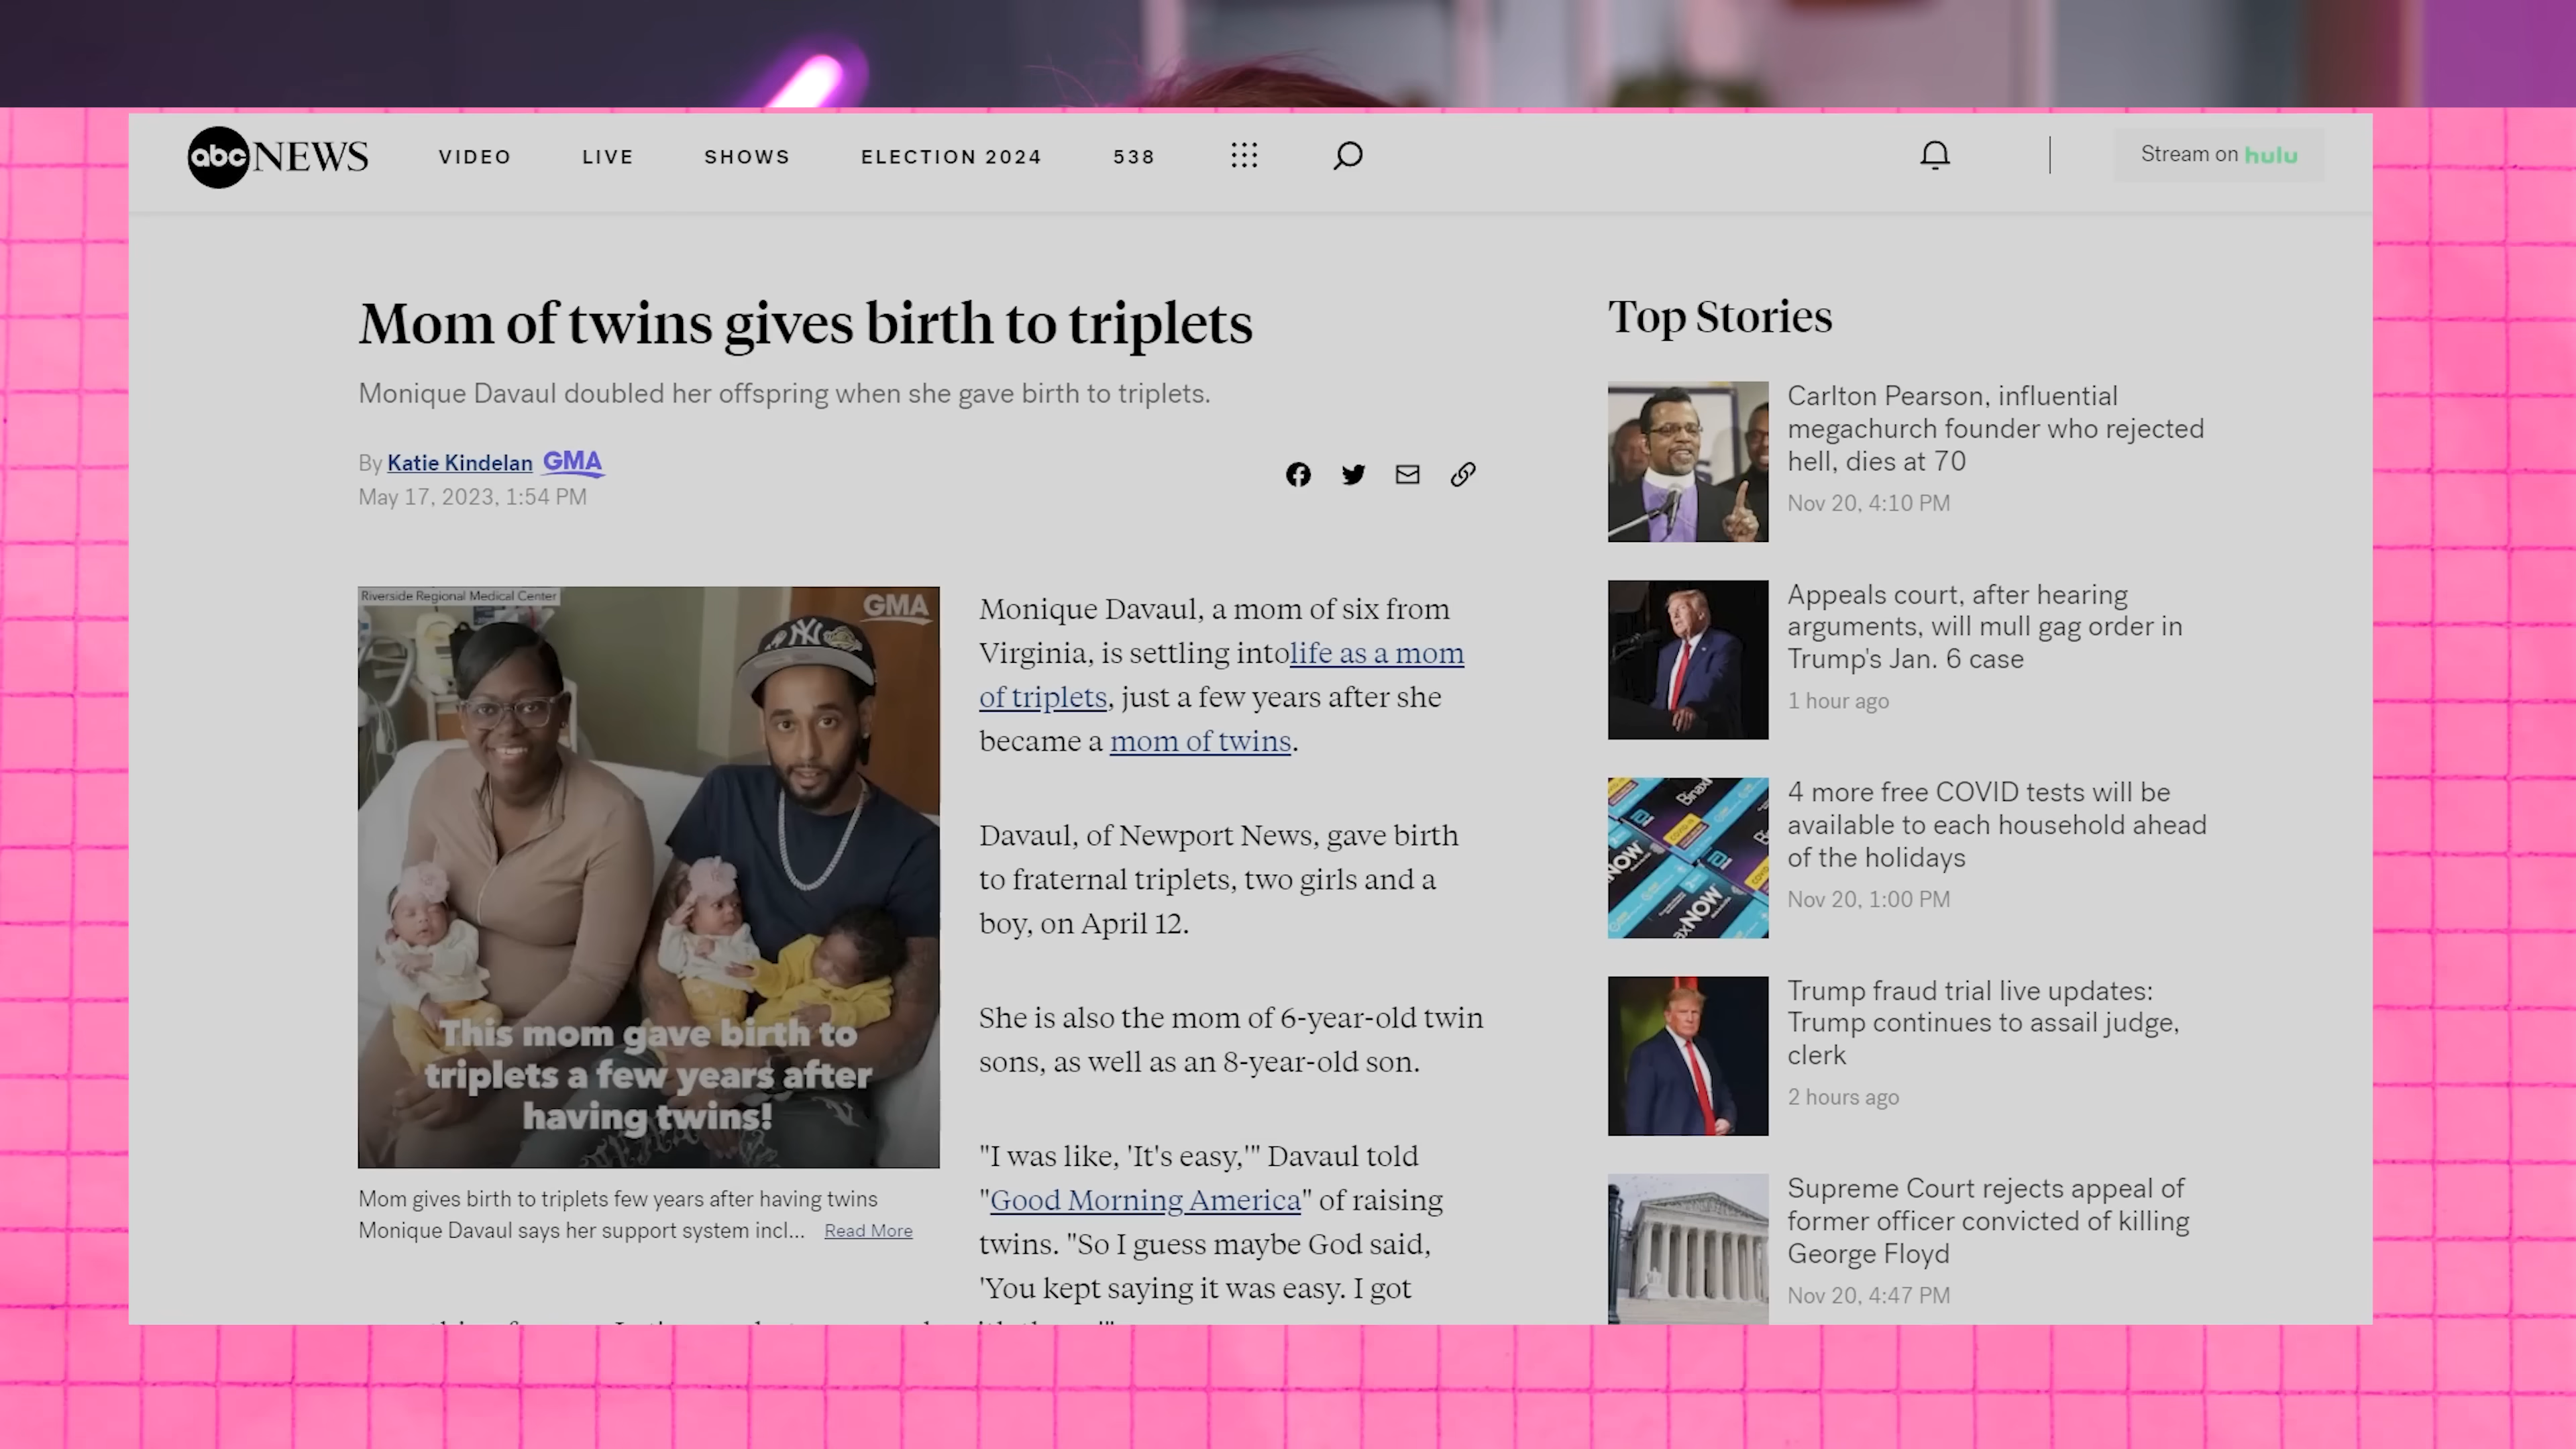 abc NEWS
VIDEO
LIVE
SHOWS
ELECTION 2024
538
Stream on hulu
Mom of twins gives birth to triplets
Monique Davaul doubled her offspring when she gave birth to triplets.
By Katie Kindelan GMA
May 17, 2023, 1:54 PM
Riverside Regional Medical Center
GMA
NY
This mom gave birth to
triplets a few years after
having twins!
Mom gives birth to triplets few years after having twins
Monique Davaul says her support system incl... Read More
Monique Davaul, a mom of six from
Virginia, is settling intolife as a mom
of triplets, just a few years after she
became a mom of twins.
Davaul, of Newport News, gave birth
to fraternal triplets, two girls and a
boy, on April 12.
She is also the mom of 6-year-old twin
sons, as well as an 8-year-old son.
"I was like, 'It's easy,'" Davaul told
"Good Morning America" of raising
twins. "So I guess maybe God said,
'You kept saying it was easy. I got
Top Stories
Carlton Pearson, influential
megachurch founder who rejected
hell, dies at 70
Nov 20, 4:10 PM
Appeals court, after hearing
arguments, will mull gag order in
Trump's Jan. 6 case
1 hour ago
4 more free COVID tests will be
available to each household ahead
of the holidays
Nov 20, 1:00 PM
Trump fraud trial live updates:
Trump continues to assail judge,
clerk
2 hours ago
Supreme Court rejects appeal of
former officer convicted of killing
George Floyd
Nov 20, 4:47 PM